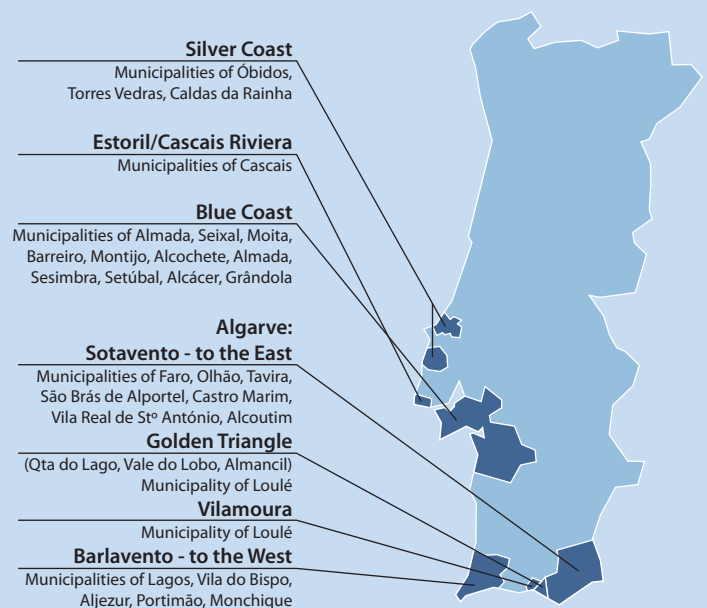 Silver Coast
Municipalities of Óbidos,
Torres Vedras, Caldas da Rainha
Estoril/Cascais Riviera
Municipalities of Cascais
Blue Coast
Municipalities of Almada, Seixal, Moita,
Barreiro, Montijo, Alcochete, Almada,
Sesimbra, Setúbal, Alcácer, Grândola
Algarve:
Sotavento - to the East
Municipalities of Faro, Olhão, Tavira,
São Brás de Alportel, Castro Marim,
Vila Real de Stº António, Alcoutim
Golden Triangle
(Qta do Lago, Vale do Lobo, Almancil)
Municipality of Loulé
Vilamoura
Municipality of Loulé
Barlavento - to the West
Municipalities of Lagos, Vila do Bispo,
Aljezur, Portimão, Monchique